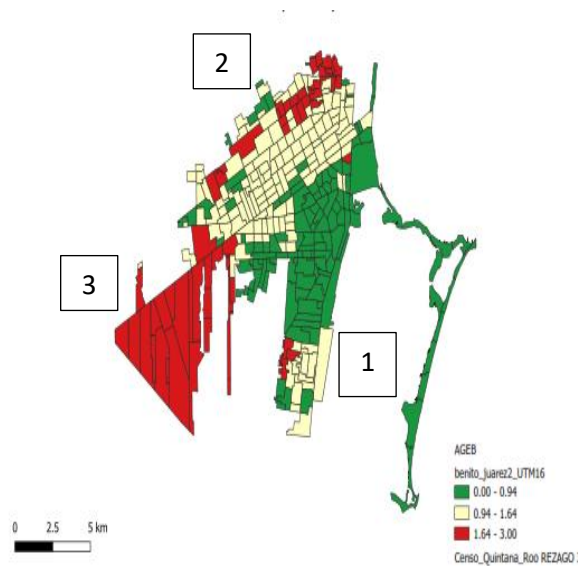 2
3
1
AGEB
benito_juarez2_UTM16
0.00 - 0.94
0.94 - 1.64
1.64 - 3.00
0 2.5 5 km
Censo_Quintana_Roo REZAGO